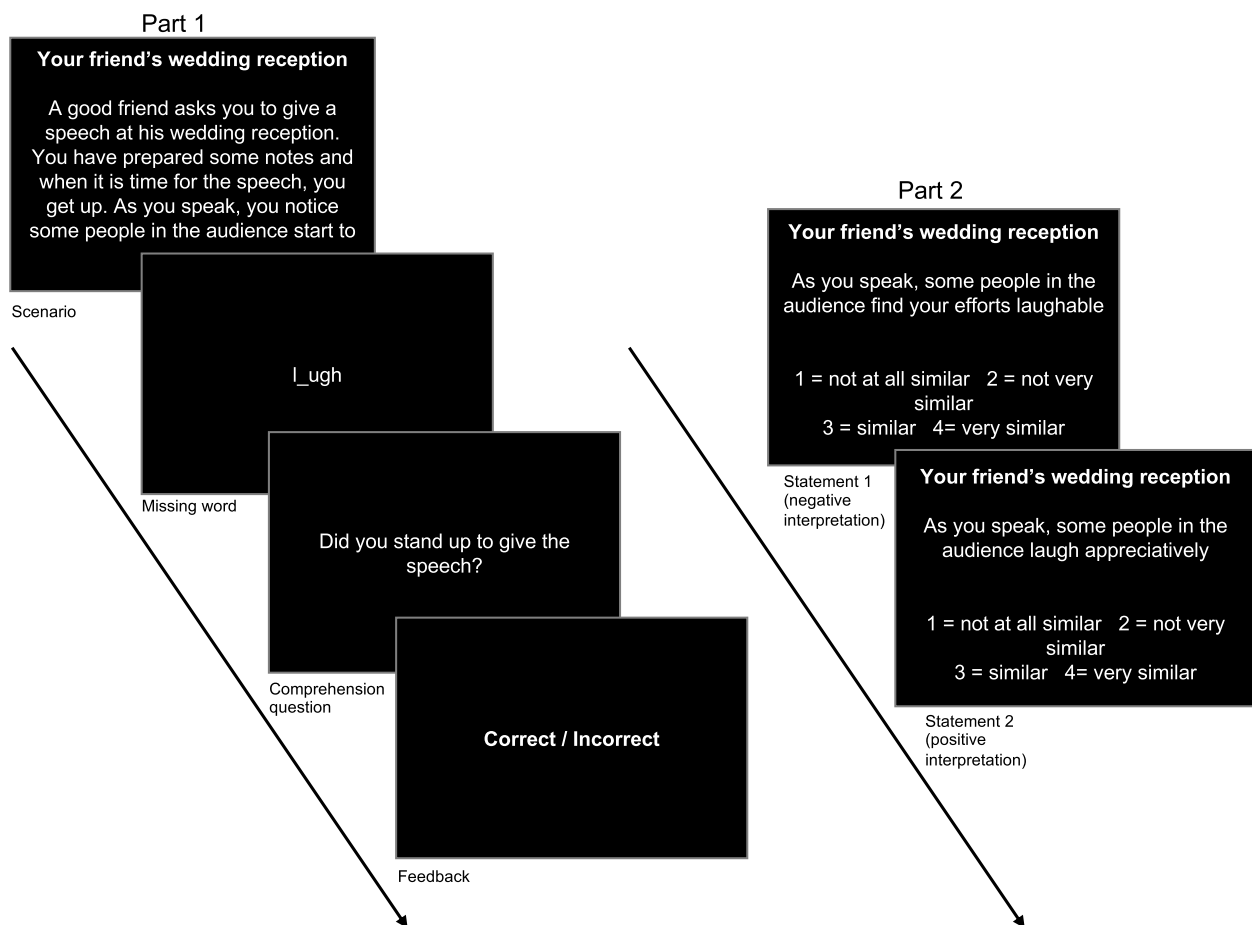 Part 1
Your friend's wedding reception
A good friend asks you to give a
speech at his wedding reception.
You have prepared some notes and
when it is time for the speech, you
get up. As you speak, you notice
some people in the audience start to
Scenario
l_ugh
Missing word
Did you stand up to give the
speech?
Comprehension
question
Correct / Incorrect
Feedback
Part 2
Your friend's wedding reception
As you speak, some people in the
audience find your efforts laughable
1 = not at all similar   2 = not very
similar
3 = similar   4= very similar
Statement 1
(negative
interpretation)
Your friend's wedding reception
As you speak, some people in the
audience laugh appreciatively
1 = not at all similar   2 = not very
similar
3 = similar   4= very similar
Statement 2
(positive
interpretation)